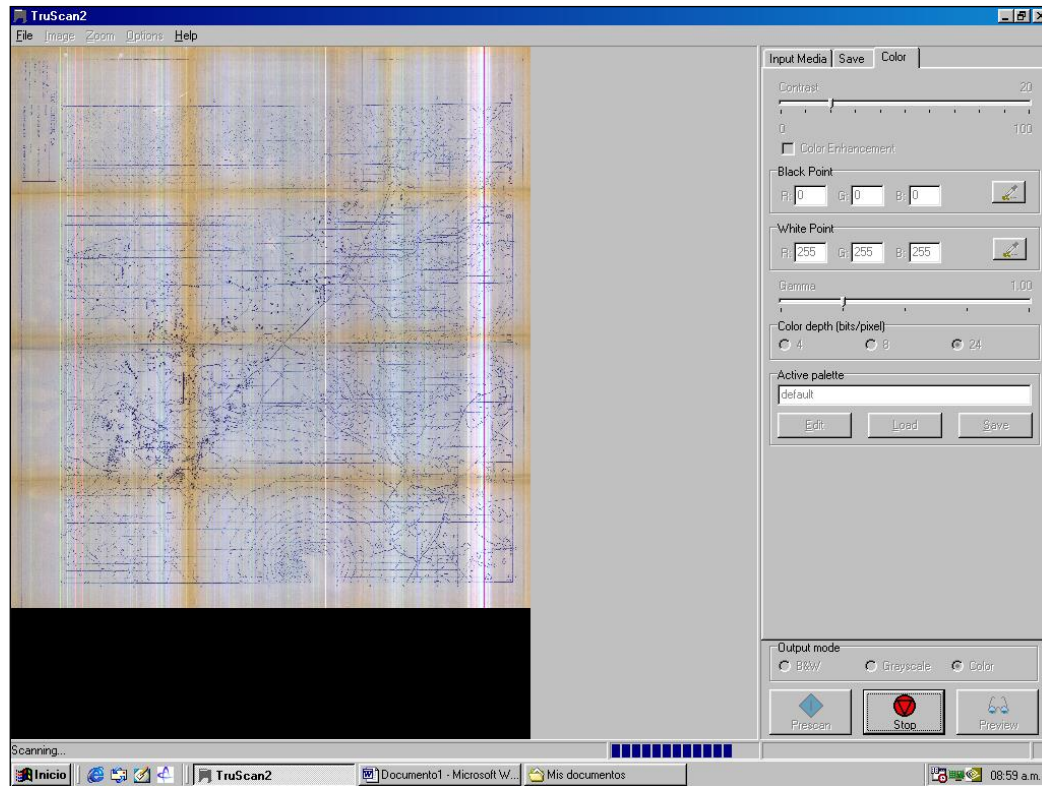 TruScan2
File Image Zoom Options Help
Input Media Save Color
Contrast 20
0 100
Color Enhancement
Black Point
R: 0 G: 0 B: 0
White Point
R: 255 G: 255 B: 255
Gamma 1.00
Color depth (bits/pixel)
4 8 24
Active palette
default
Edit Load Save
Output mode
B&W Grayscale Color
Prescan Stop Preview
Scanning...
Inicio TruScan2 Documento1 - Microsoft W... Mis documentos 08:59 a.m.